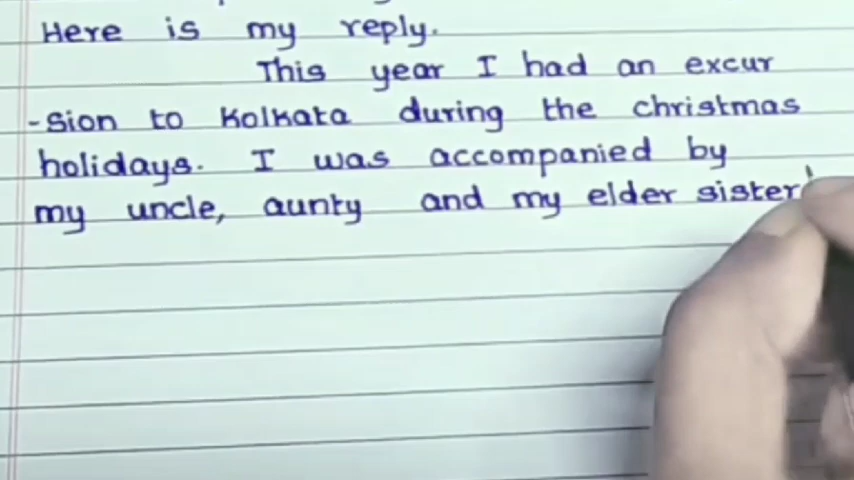 Here is my reply.
This year I had an excur
-sion to Kolkata during the christmas
holidays. I was accompanied by
my uncle, aunty and my elder sister